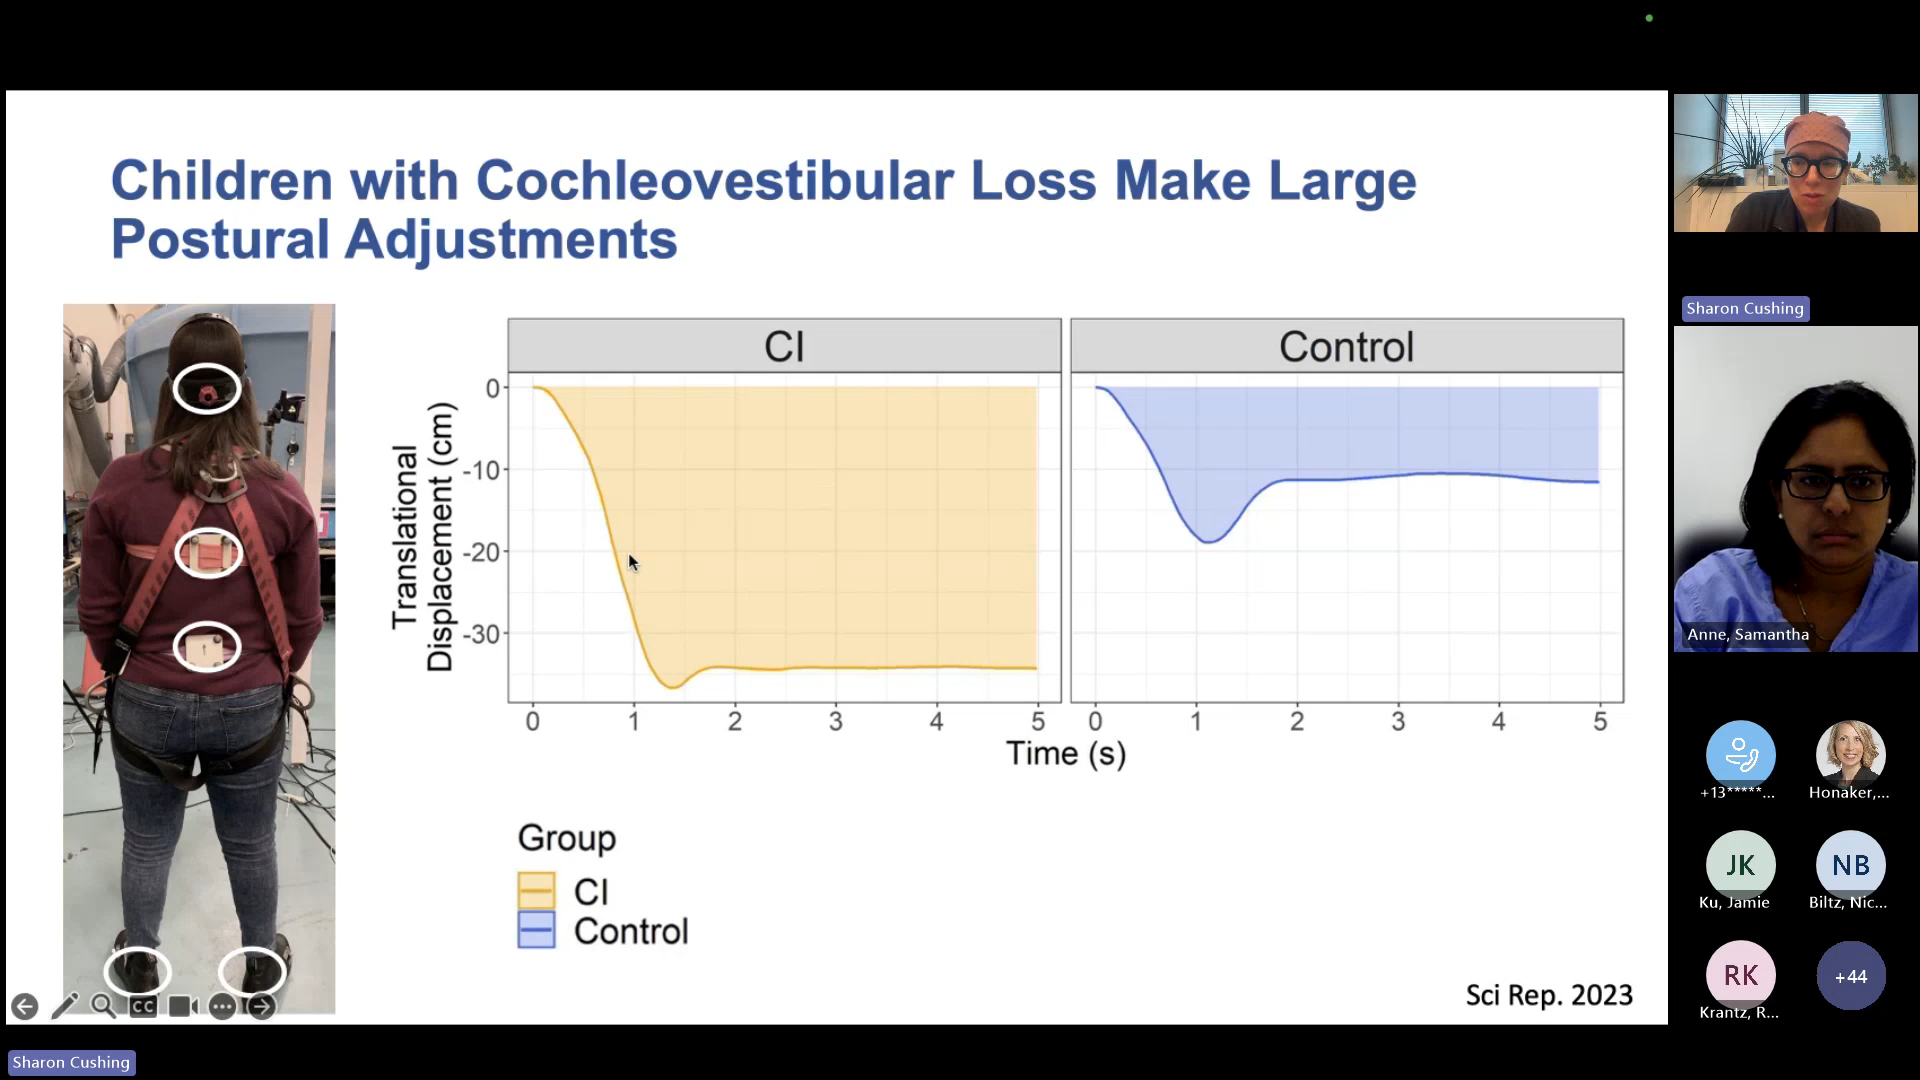 Children with Cochleovestibular Loss Make Large
Postural Adjustments
CI
Control
Translational
Displacement (cm)
0
-10
-20
-30
0 1 2 3 4 5
0 1 2 3 4 5
Time (s)
Group
CI
Control
Sci Rep. 2023
CC
Sharon Cushing
Sharon Cushing
Anne, Samantha
+13*****...
Honaker,...
JK
Ku, Jamie
NB
Biltz, Nic...
RK
Krantz, R...
+44